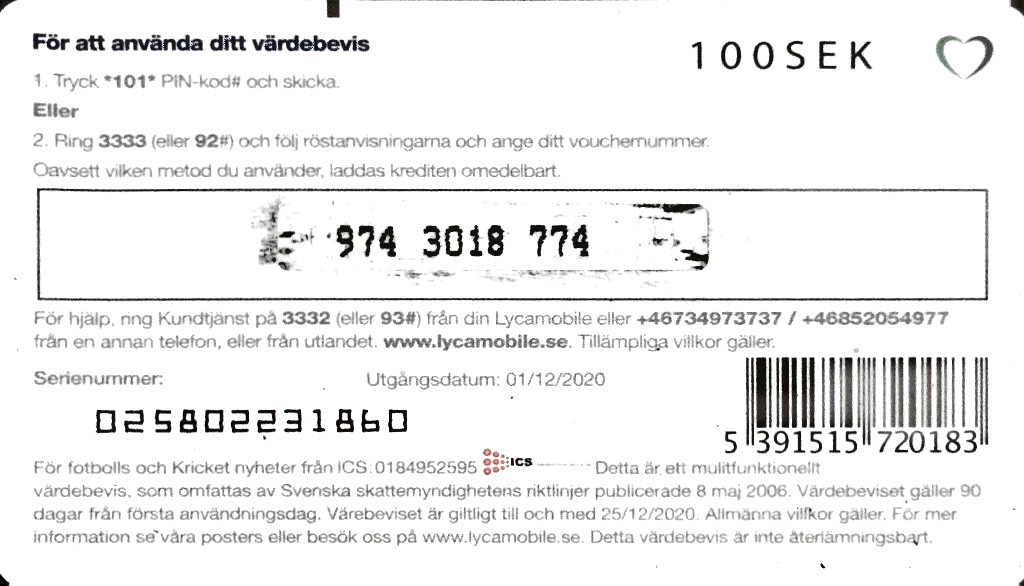 För att använda ditt värdebevis
100SEK
1. Tryck *101* PIN-kod# och skicka.
Eller
2. Ring 3333 (eller 92#) och följ röstanvisningarna och ange ditt vouchernummer.
Oavsett vilken metod du använder, laddas krediten omedelbart.
974 3018 774
För hjälp, ring Kundtjänst på 3332 (eller 93#) från din Lycamobile eller +46734973737 / +46852054977
från en annan telefon, eller från utlandet. www.lycamobile.se. Tillämpliga villkor gäller.
Serienummer: Utgångsdatum: 01/12/2020
025802231860
5 391515 720183
För fotbolls och Kricket nyheter från ICS:0184952595 ICS Detta är ett mulitfunktionellt
värdebevis, som omfattas av Svenska skattemyndighetens riktlinjer publicerade 8 maj 2006. Värdebeviset gäller 90
dagar från första användningsdag. Värebeviset är giltligt till och med 25/12/2020. Allmänna villkor gäller. För mer
information se våra posters eller besök oss på www.lycamobile.se. Detta värdebevis är inte återlämningsbart.